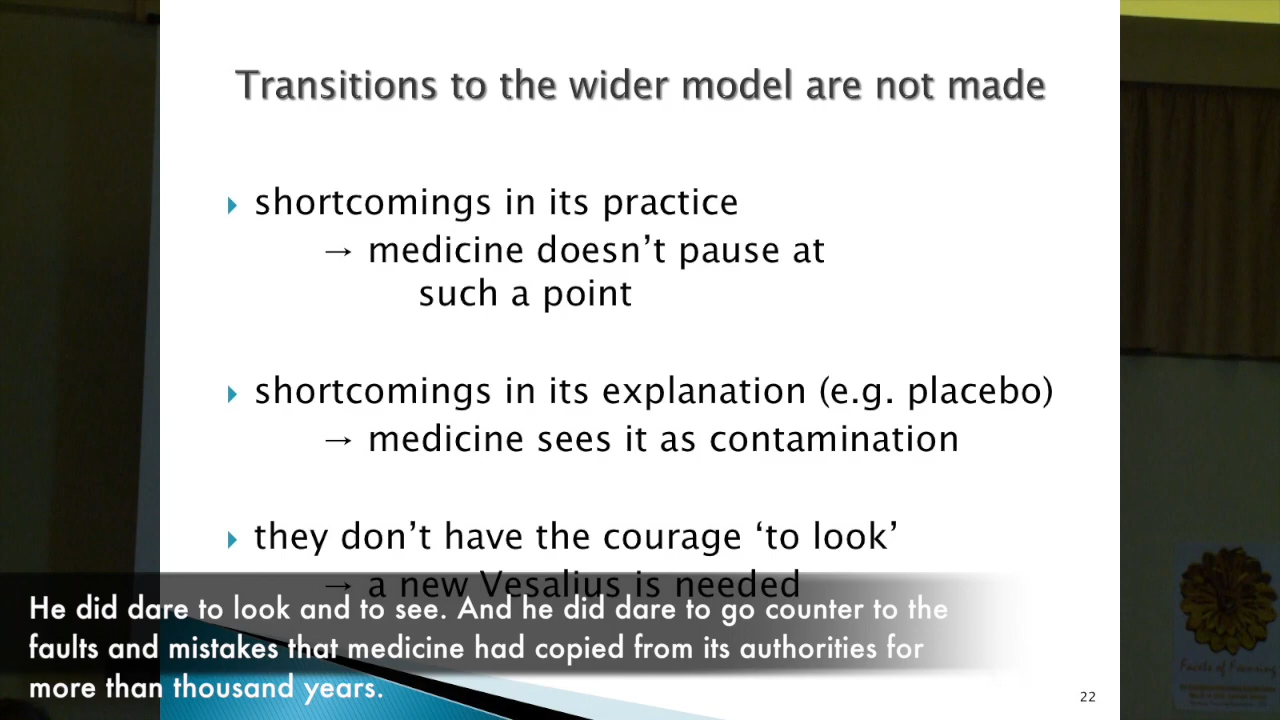 Transitions to the wider model are not made
shortcomings in its practice
→ medicine doesn't pause at
such a point
shortcomings in its explanation (e.g. placebo)
→ medicine sees it as contamination
they don't have the courage ‘to look’
→ a new Vesalius is needed
He did dare to look and to see. And he did dare to go counter to the
faults and mistakes that medicine had copied from its authorities for
more than thousand years.
22
Facets of